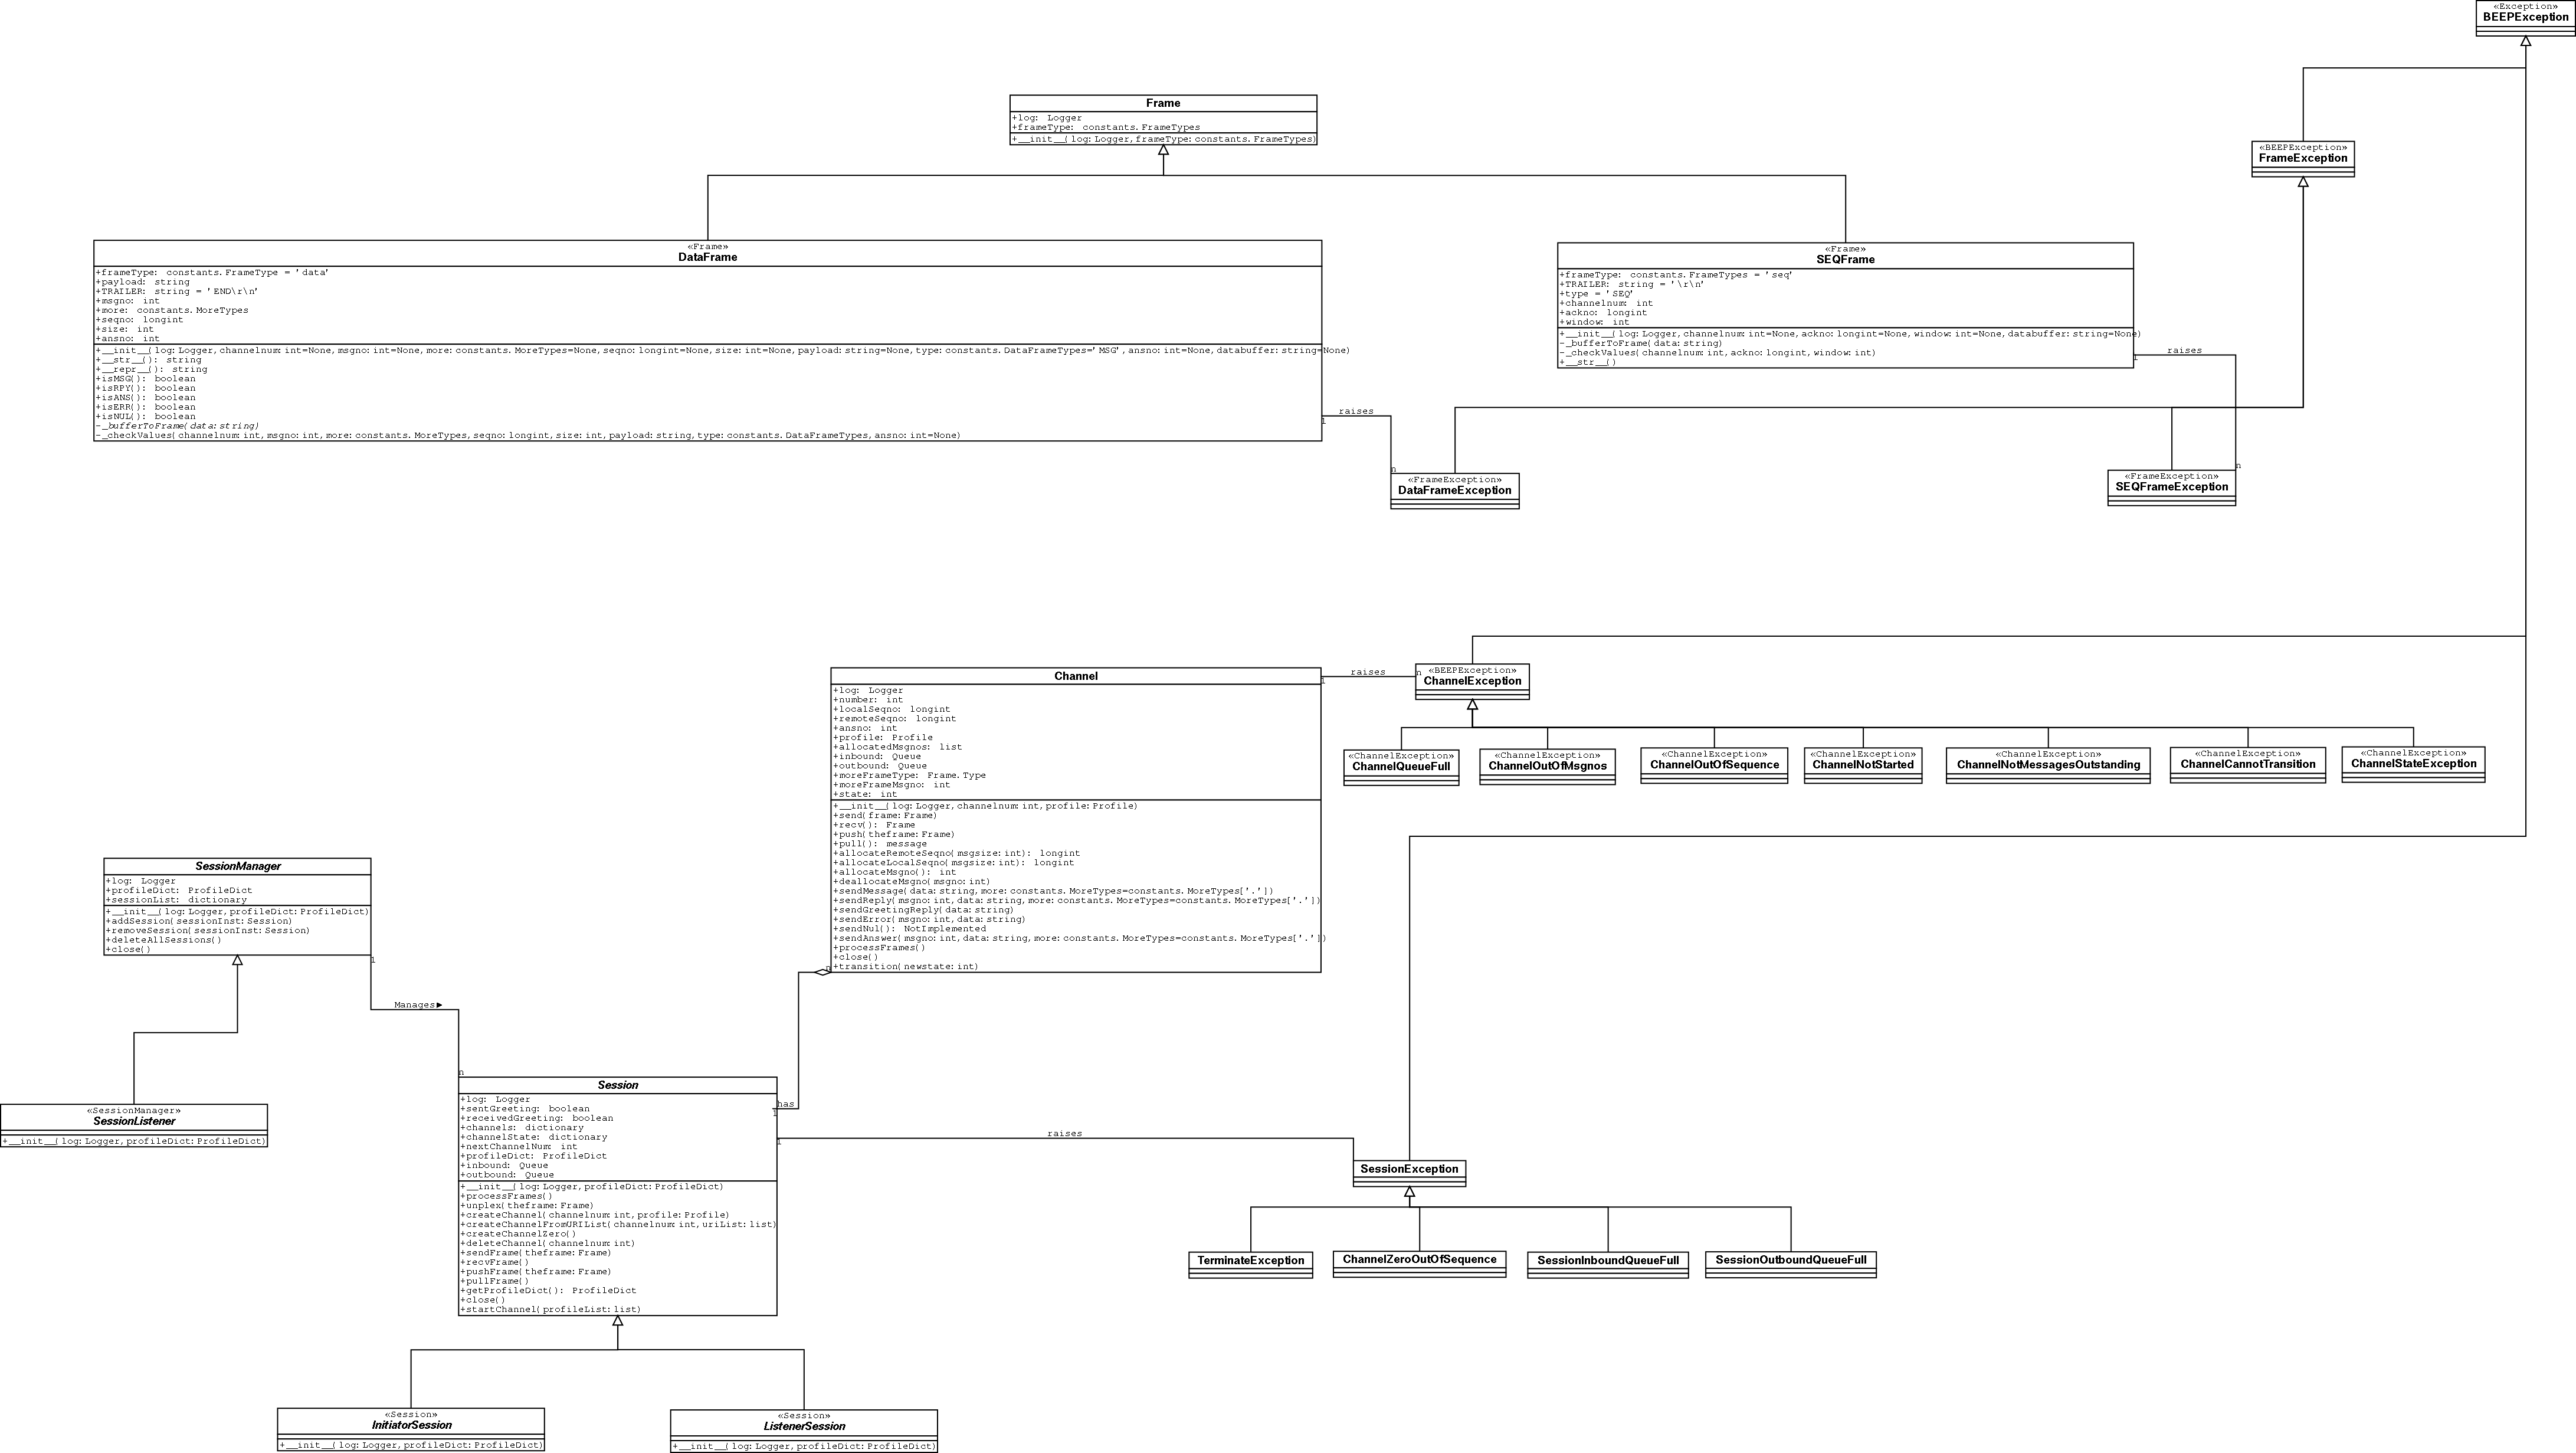 «Exception»
BEEPException
Frame
+log: Logger
+frameType: constants.FrameTypes
+__init__(log:Logger,frameType:constants.FrameTypes)
«BEEPException»
FrameException
«Frame»
DataFrame
+frameType: constants.FrameType = 'data'
+payload: string
+TRAILER: string = 'END\r\n'
+msgno: int
+more: constants.MoreTypes
+seqno: longint
+size: int
+ansno: int
+__init__(log:Logger,channelnum:int=None,msgno:int=None,more:constants.MoreTypes=None,seqno:longint=None,size:int=None,payload:string=None,type:constants.DataFrameTypes='MSG',ansno:int=None,databuffer:string=None)
+__str__(): string
+__repr__(): string
+isMSG(): boolean
+isRPY(): boolean
+isANS(): boolean
+isERR(): boolean
+isNUL(): boolean
-_bufferToFrame(data:string)
-_checkValues(channelnum:int,msgno:int,more:constants.MoreTypes,seqno:longint,size:int,payload:string,type:constants.DataFrameTypes,ansno:int=None)
«Frame»
SEQFrame
+frameType: constants.FrameTypes = 'seq'
+TRAILER: string = '\r\n'
+type = 'SEQ'
+channelnum: int
+ackno: longint
+window: int
+__init__(log:Logger,channelnum:int=None,ackno:longint=None,window:int=None,databuffer:string=None)
-_bufferToFrame(data:string)
-_checkValues(channelnum:int,ackno:longint,window:int)
+__str__()
raises
1
n
raises
1
n
«FrameException»
DataFrameException
«FrameException»
SEQFrameException
Channel
+log: Logger
+number: int
+localSeqno: longint
+remoteSeqno: longint
+ansno: int
+profile: Profile
+allocatedMsgnos: list
+inbound: Queue
+outbound: Queue
+moreFrameType: Frame.Type
+moreFrameMsgno: int
+state: int
+__init__(log:Logger,channelnum:int,profile:Profile)
+send(frame:Frame)
+recv(): Frame
+push(theframe:Frame)
+pull(): message
+allocateRemoteSeqno(msgsize:int): longint
+allocateLocalSeqno(msgsize:int): longint
+allocateMsgno(): int
+deallocateMsgno(msgno:int)
+sendMessage(data:string,more:constants.MoreTypes=constants.MoreTypes['.'])
+sendReply(msgno:int,data:string,more:constants.MoreTypes=constants.MoreTypes['.'])
+sendGreetingReply(data:string)
+sendError(msgno:int,data:string)
+sendNul(): NotImplemented
+sendAnswer(msgno:int,data:string,more:constants.MoreTypes=constants.MoreTypes['.'])
+processFrames()
+close()
+transition(newstate:int)
raises
1
n
«BEEPException»
ChannelException
«ChannelException»
ChannelQueueFull
«ChannelException»
ChannelOutOfMsgnos
«ChannelException»
ChannelOutOfSequence
«ChannelException»
ChannelNotStarted
«ChannelException»
ChannelNotMessagesOutstanding
«ChannelException»
ChannelCannotTransition
«ChannelException»
ChannelStateException
SessionManager
+log: Logger
+profileDict: ProfileDict
+sessionList: dictionary
+__init__(log:Logger,profileDict:ProfileDict)
+addSession(sessionInst:Session)
+removeSession(sessionInst:Session)
+deleteAllSessions()
+close()
1
Manages►
n
n
has
1
«SessionManager»
SessionListener
+__init__(log:Logger,profileDict:ProfileDict)
Session
+log: Logger
+sentGreeting: boolean
+receivedGreeting: boolean
+channels: dictionary
+channelState: dictionary
+nextChannelNum: int
+profileDict: ProfileDict
+inbound: Queue
+outbound: Queue
+__init__(log:Logger,profileDict:ProfileDict)
+processFrames()
+unplex(theframe:Frame)
+createChannel(channelnum:int,profile:Profile)
+createChannelFromURIList(channelnum:int,uriList:list)
+createChannelZero()
+deleteChannel(channelnum:int)
+sendFrame(theframe:Frame)
+recvFrame()
+pushFrame(theframe:Frame)
+pullFrame()
+getProfileDict(): ProfileDict
+close()
+startChannel(profileList:list)
raises
1
SessionException
TerminateException
ChannelZeroOutOfSequence
SessionInboundQueueFull
SessionOutboundQueueFull
«Session»
InitiatorSession
+__init__(log:Logger,profileDict:ProfileDict)
«Session»
ListenerSession
+__init__(log:Logger,profileDict:ProfileDict)